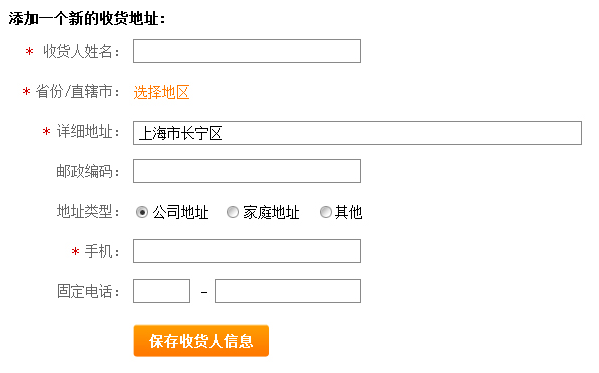 添加一个新的收货地址：
* 收货人姓名：
* 省份/直辖市： 选择地区
* 详细地址： 上海市长宁区
邮政编码：
地址类型： 公司地址 家庭地址 其他
* 手机：
固定电话： -
保存收货人信息